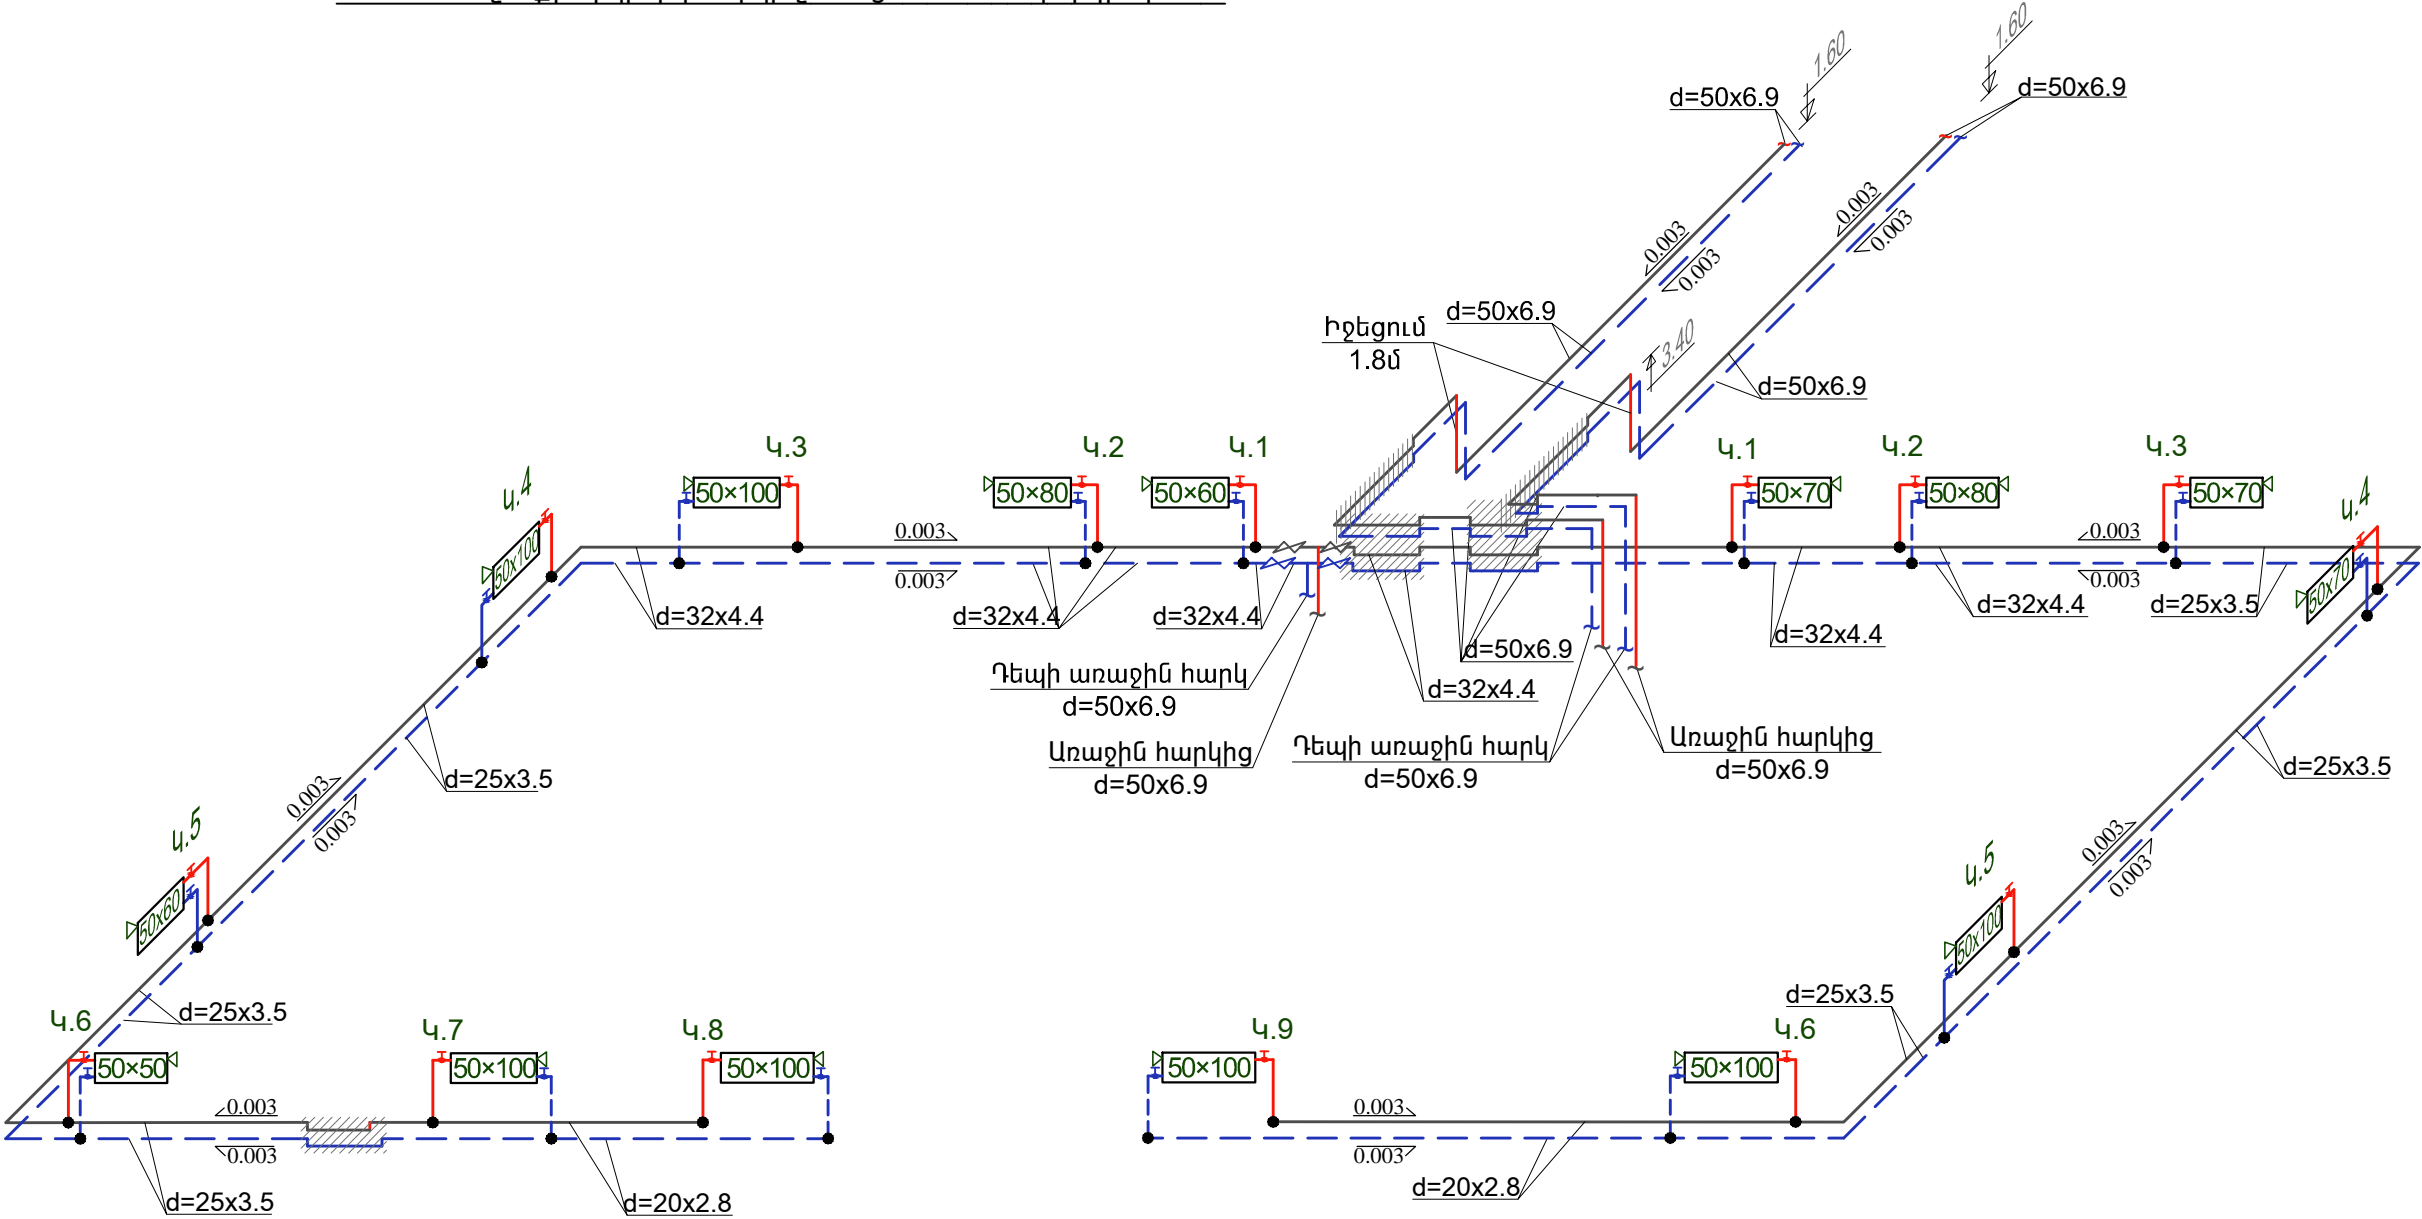 1.60
1.60
d=50x6.9
d=50x6.9
0.003
0.003
0.003
0.003
Իջեցում
1.8մ
d=50x6.9
3.40
d=50x6.9
Կ.3
Կ.2
Կ.1
Կ.1
Կ.2
Կ.3
կ.4
կ.4
50×100
50×80
50×60
50×70
50×80
50×70
50x100
50x70
0.003
0.003
0.003
0.003
d=32x4.4
d=32x4.4
d=32x4.4
d=50x6.9
d=32x4.4
d=32x4.4
d=32x4.4
d=25x3.5
Դեպի առաջին հարկ
d=50x6.9
Առաջին հարկից
d=50x6.9
Դեպի առաջին հարկ
d=50x6.9
Առաջին հարկից
d=50x6.9
d=25x3.5
d=25x3.5
0.003
0.003
0.003
0.003
կ.5
50x60
կ.5
50x100
d=25x3.5
d=25x3.5
Կ.6
Կ.7
Կ.8
Կ.9
Կ.6
50×50
50×100
50×100
50×100
50×100
0.003
0.003
0.003
0.003
d=25x3.5
d=20x2.8
d=20x2.8